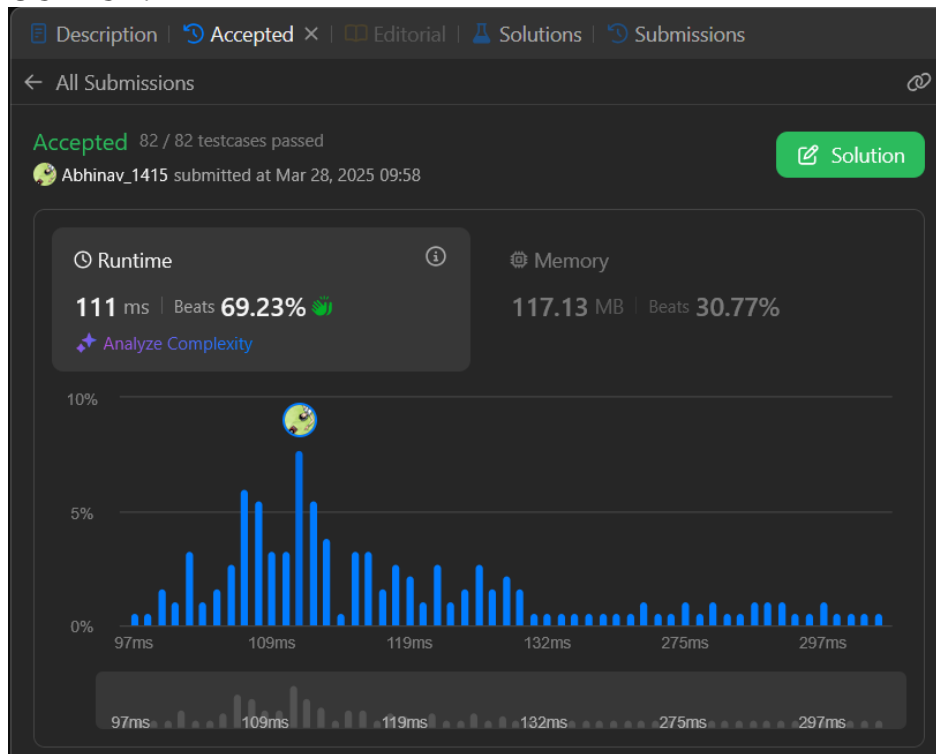 Description | Accepted × | Editorial | Solutions | Submissions
← All Submissions
Accepted 82 / 82 testcases passed
Solution
Abhinav_1415 submitted at Mar 28, 2025 09:58
Runtime
111 ms | Beats 69.23%
Analyze Complexity
Memory
117.13 MB | Beats 30.77%
10%
5%
0%
97ms 109ms 119ms 132ms 275ms 297ms
97ms 109ms 119ms 132ms 275ms 297ms